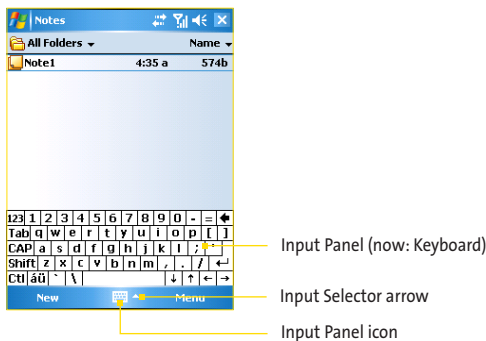 Notes
All Folders Name
Note1 4:35 a 574b
123 1 2 3 4 5 6 7 8 9 0 - =
Tab q w e r t y u i o p [ ]
CAP a s d f g h j k l ; '
Shift z x c v b n m , . /
Ctl áü ` \ ↓ ↑ ← →
New Menu
Input Panel (now: Keyboard)
Input Selector arrow
Input Panel icon